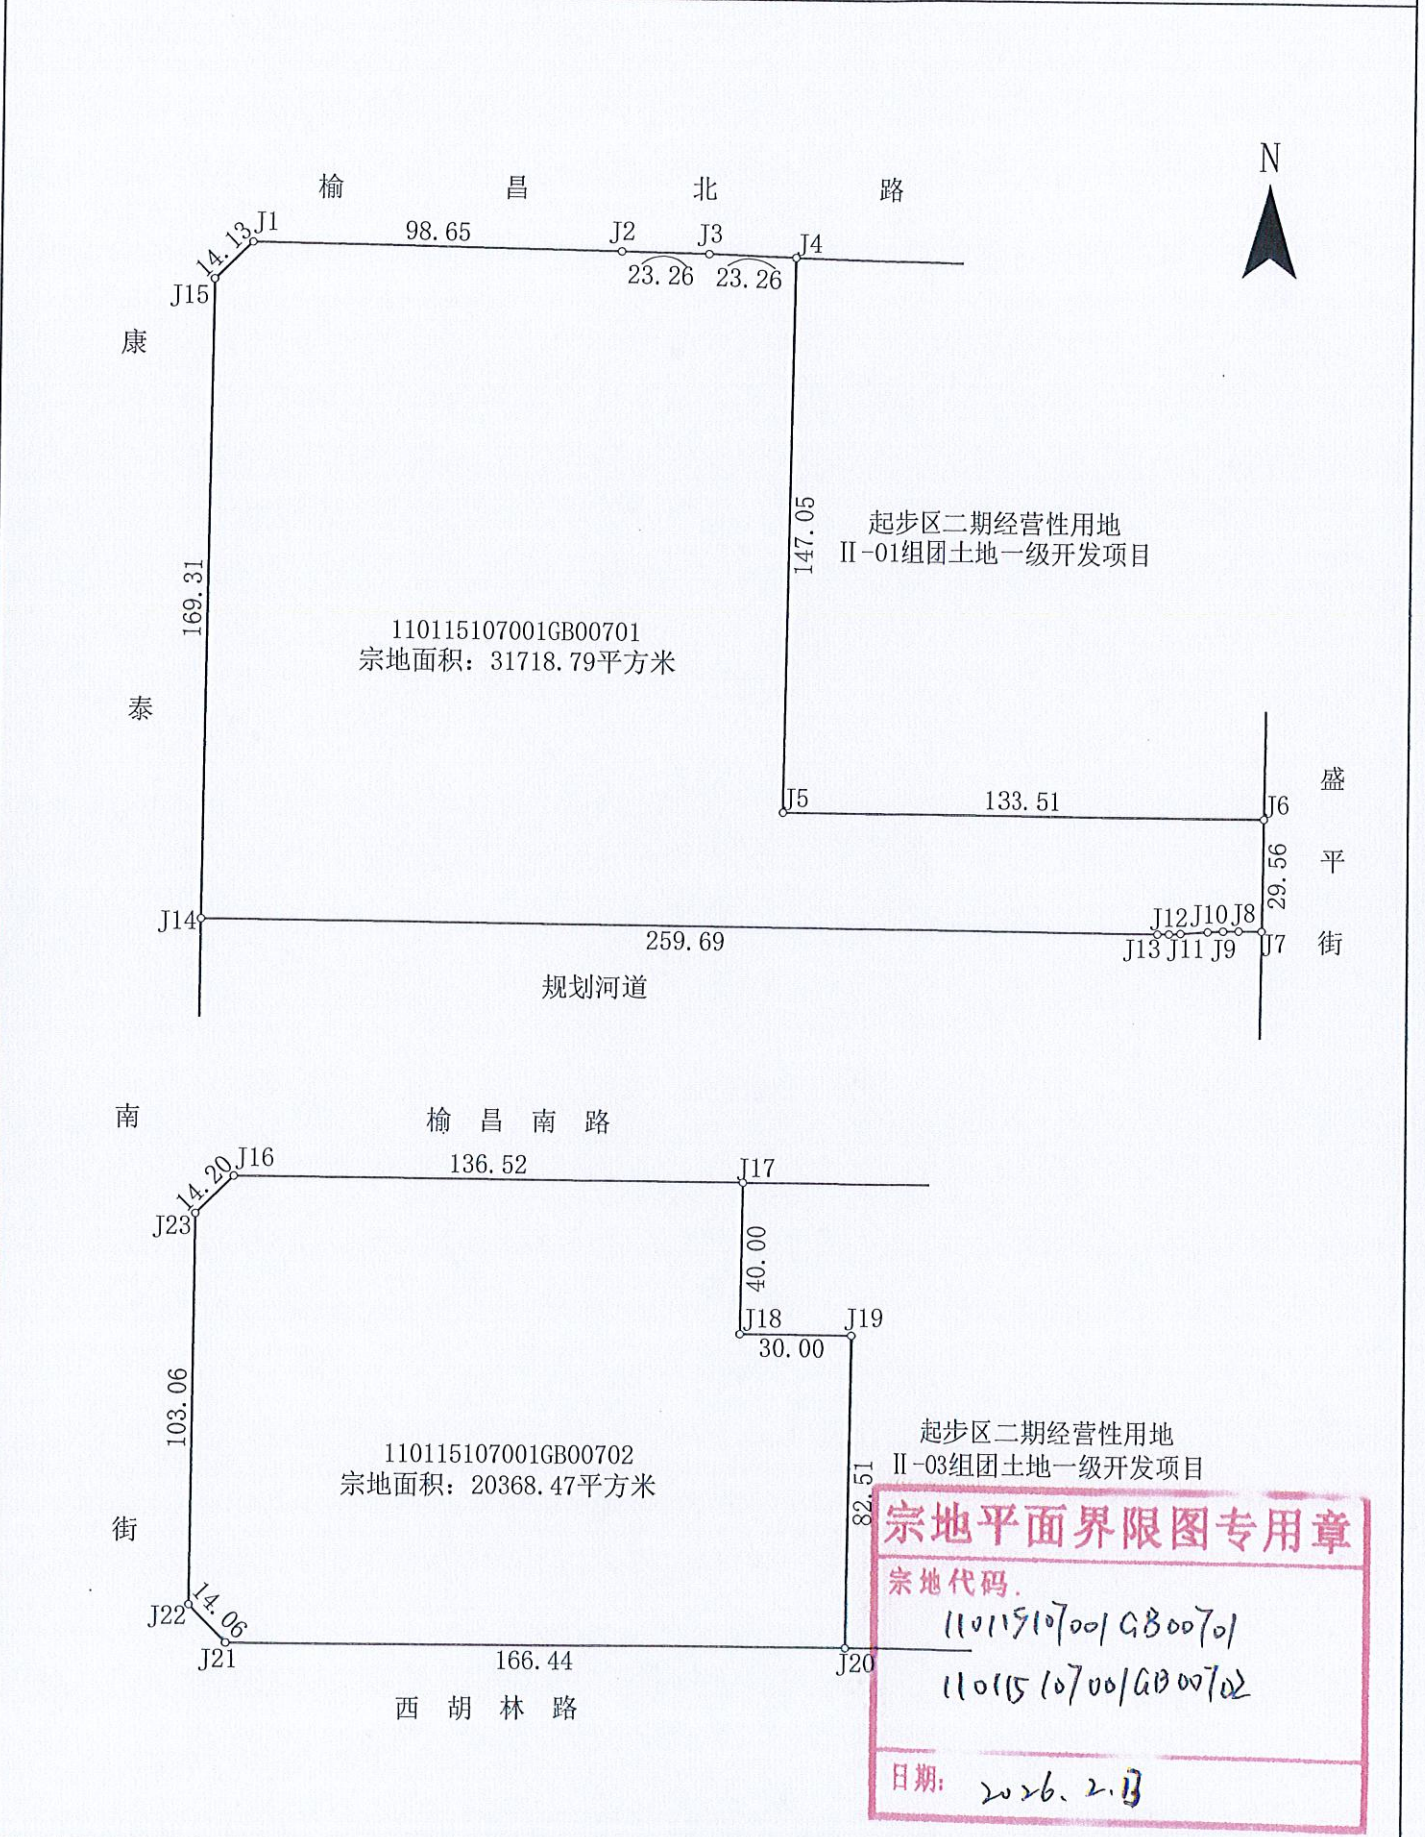 N
榆 昌 北 路
J1
98.65
J2
J3
J4
14.13
23.26
23.26
J15
康
147.05
起步区二期经营性用地
Ⅱ-01组团土地一级开发项目
169.31
110115107001GB00701
宗地面积：31718.79平方米
泰
盛
J5
133.51
J6
29.56
平
J14
259.69
J12
J10
J8
J13
J11
J9
J7
街
规划河道
南
榆 昌 南 路
J16
136.52
J17
14.20
J23
40.00
J18
J19
30.00
103.06
110115107001GB00702
宗地面积：20368.47平方米
起步区二期经营性用地
Ⅱ-03组团土地一级开发项目
82.51
街
J22
14.06
J21
166.44
J20
西 胡 林 路
宗地平面界限图专用章
宗地代码.
110115107001GB00701
110115107001GB00702
日期: 2026.2.13